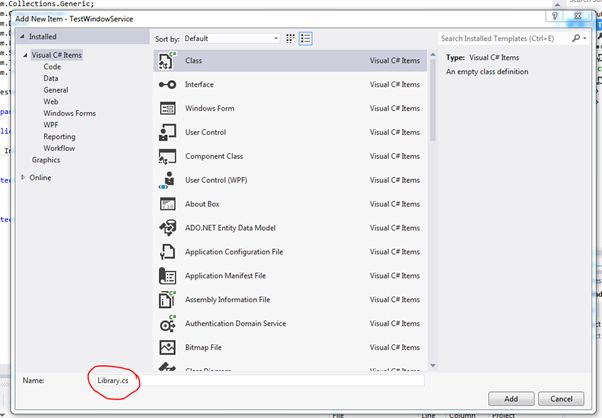 m.Collections.Generic;
Add New Item - TestWindowService
Installed
Sort by: Default
Search Installed Templates (Ctrl+E)
Visual C# Items
Code
Data
General
Web
Windows Forms
WPF
Reporting
Workflow
Graphics
Online
Class Visual C# Items
Interface Visual C# Items
Windows Form Visual C# Items
User Control Visual C# Items
Component Class Visual C# Items
User Control (WPF) Visual C# Items
About Box Visual C# Items
ADO.NET Entity Data Model Visual C# Items
Application Configuration File Visual C# Items
Application Manifest File Visual C# Items
Assembly Information File Visual C# Items
Authentication Domain Service Visual C# Items
Bitmap File Visual C# Items
Class Diagram Visual C# Items
Type: Visual C# Items
An empty class definition
Name: Library.cs
Add Cancel
File Line Column Project